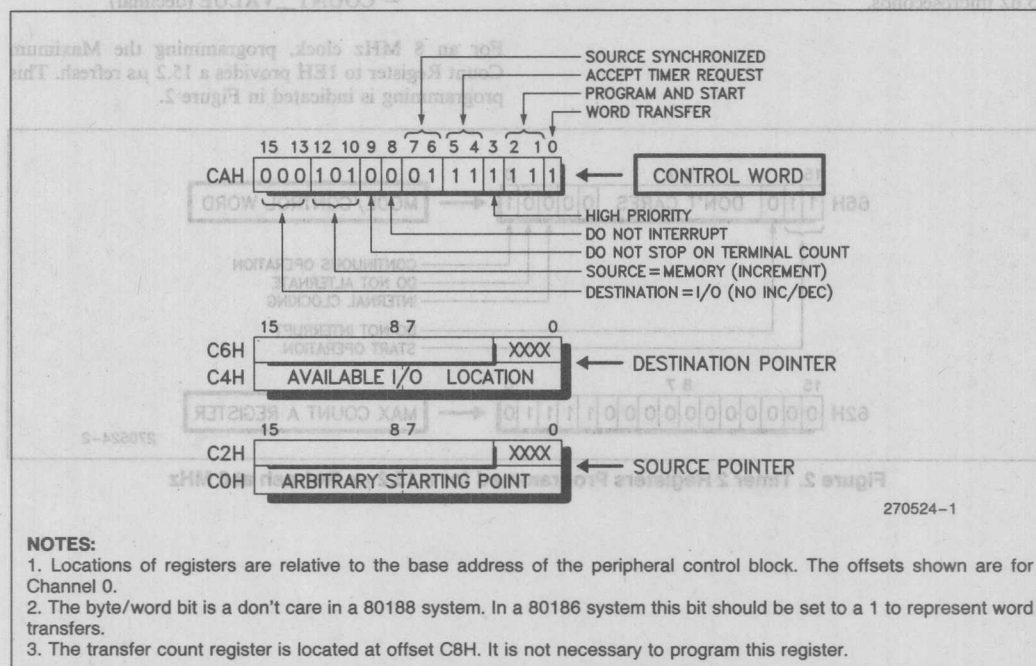 SOURCE SYNCHRONIZED
ACCEPT TIMER REQUEST
PROGRAM AND START
WORD TRANSFER
15 13 12 10 9 8 7 6 5 4 3 2 1 0
CAH 0 0 0 1 0 1 0 0 0 1 1 1 1 1 1 1 CONTROL WORD
HIGH PRIORITY
DO NOT INTERRUPT
DO NOT STOP ON TERMINAL COUNT
SOURCE = MEMORY (INCREMENT)
DESTINATION = I/O (NO INC/DEC)
15 8 7 0
C6H XXXX
DESTINATION POINTER
C4H AVAILABLE I/O LOCATION
15 8 7 0
C2H XXXX
SOURCE POINTER
C0H ARBITRARY STARTING POINT
270524–1
NOTES:
1. Locations of registers are relative to the base address of the peripheral control block. The offsets shown are for
Channel 0.
2. The byte/word bit is a don't care in a 80188 system. In a 80186 system this bit should be set to a 1 to represent word
transfers.
3. The transfer count register is located at offset C8H. It is not necessary to program this register.